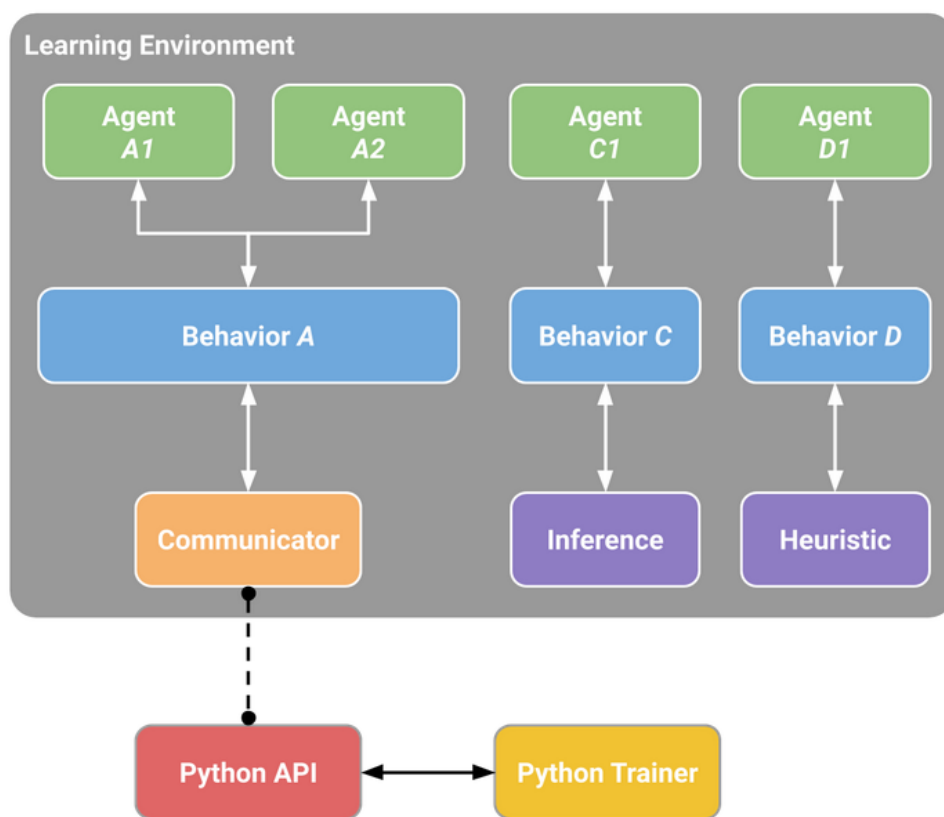 Learning Environment
Agent
A1
Agent
A2
Agent
C1
Agent
D1
Behavior A
Behavior C
Behavior D
Communicator
Inference
Heuristic
Python API
Python Trainer